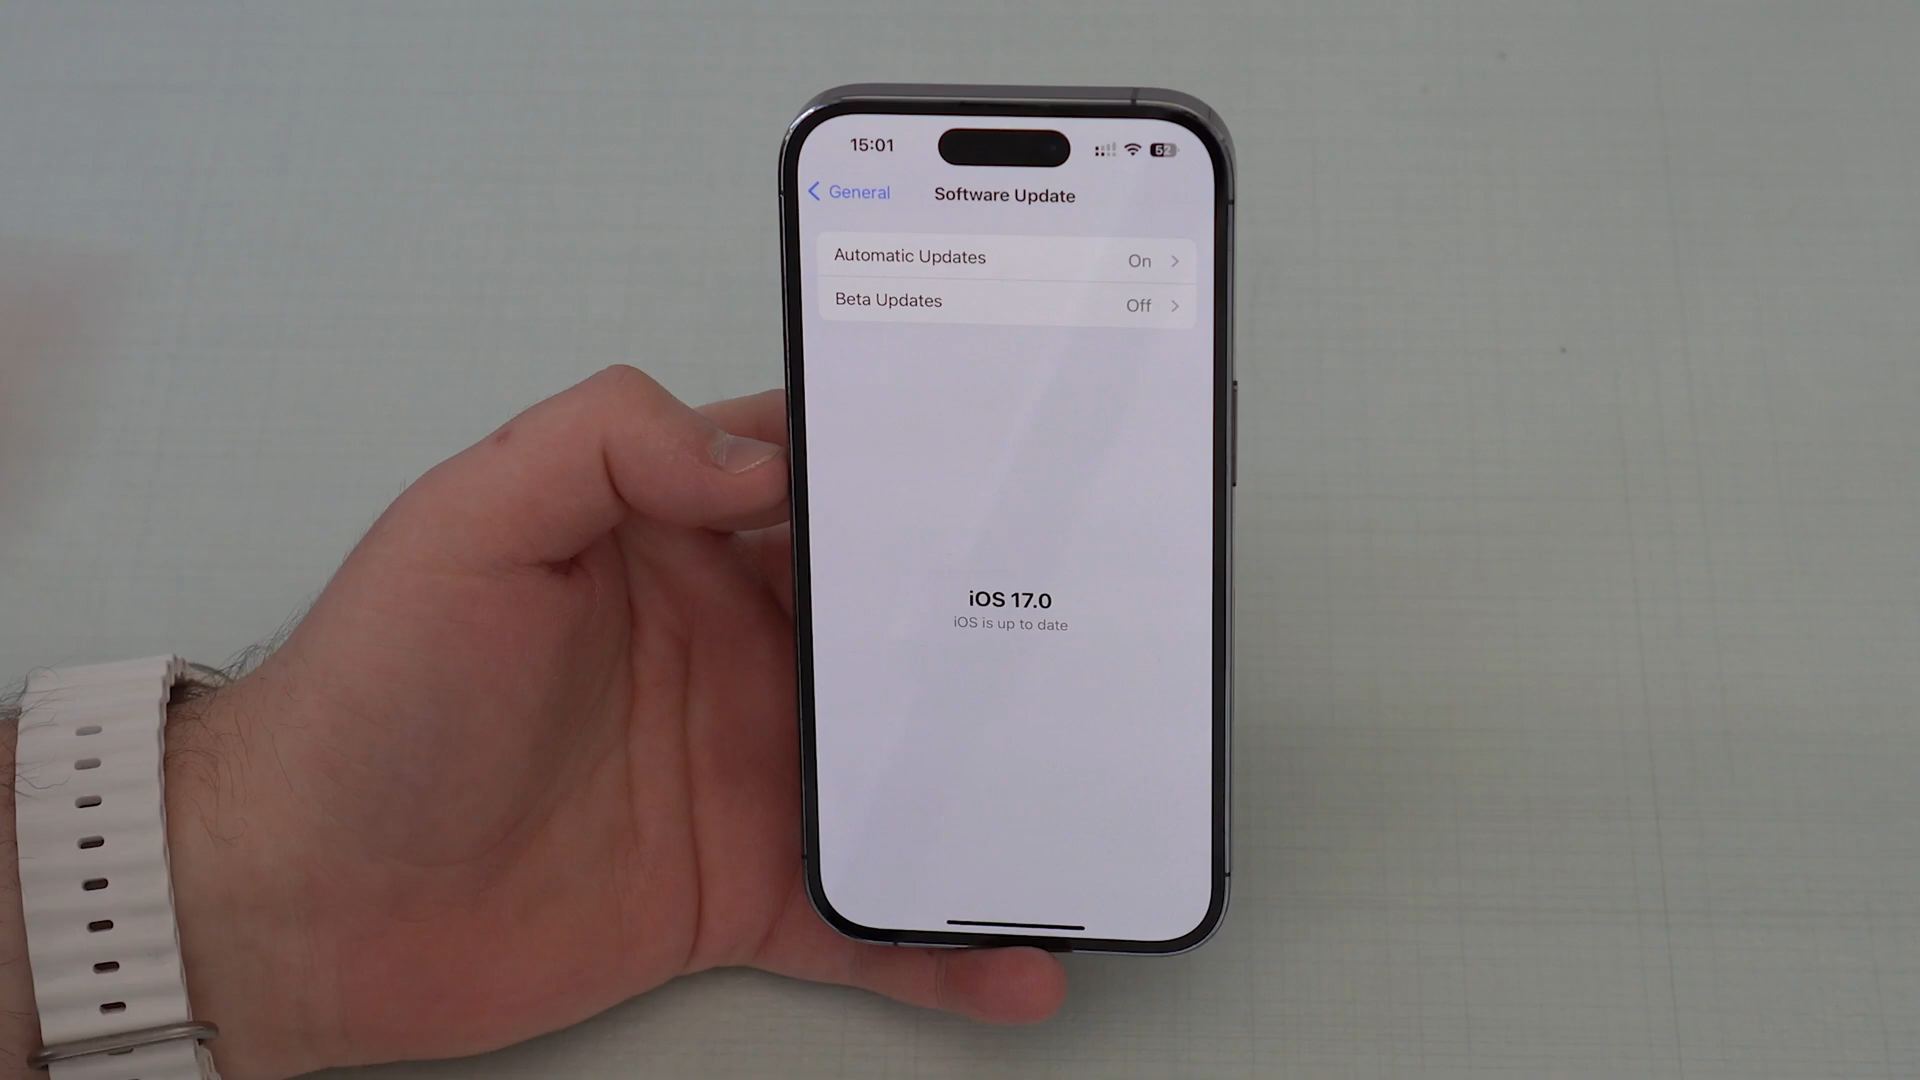 15:01
52
General
Software Update
Automatic Updates
On
Beta Updates
Off
iOS 17.0
iOS is up to date